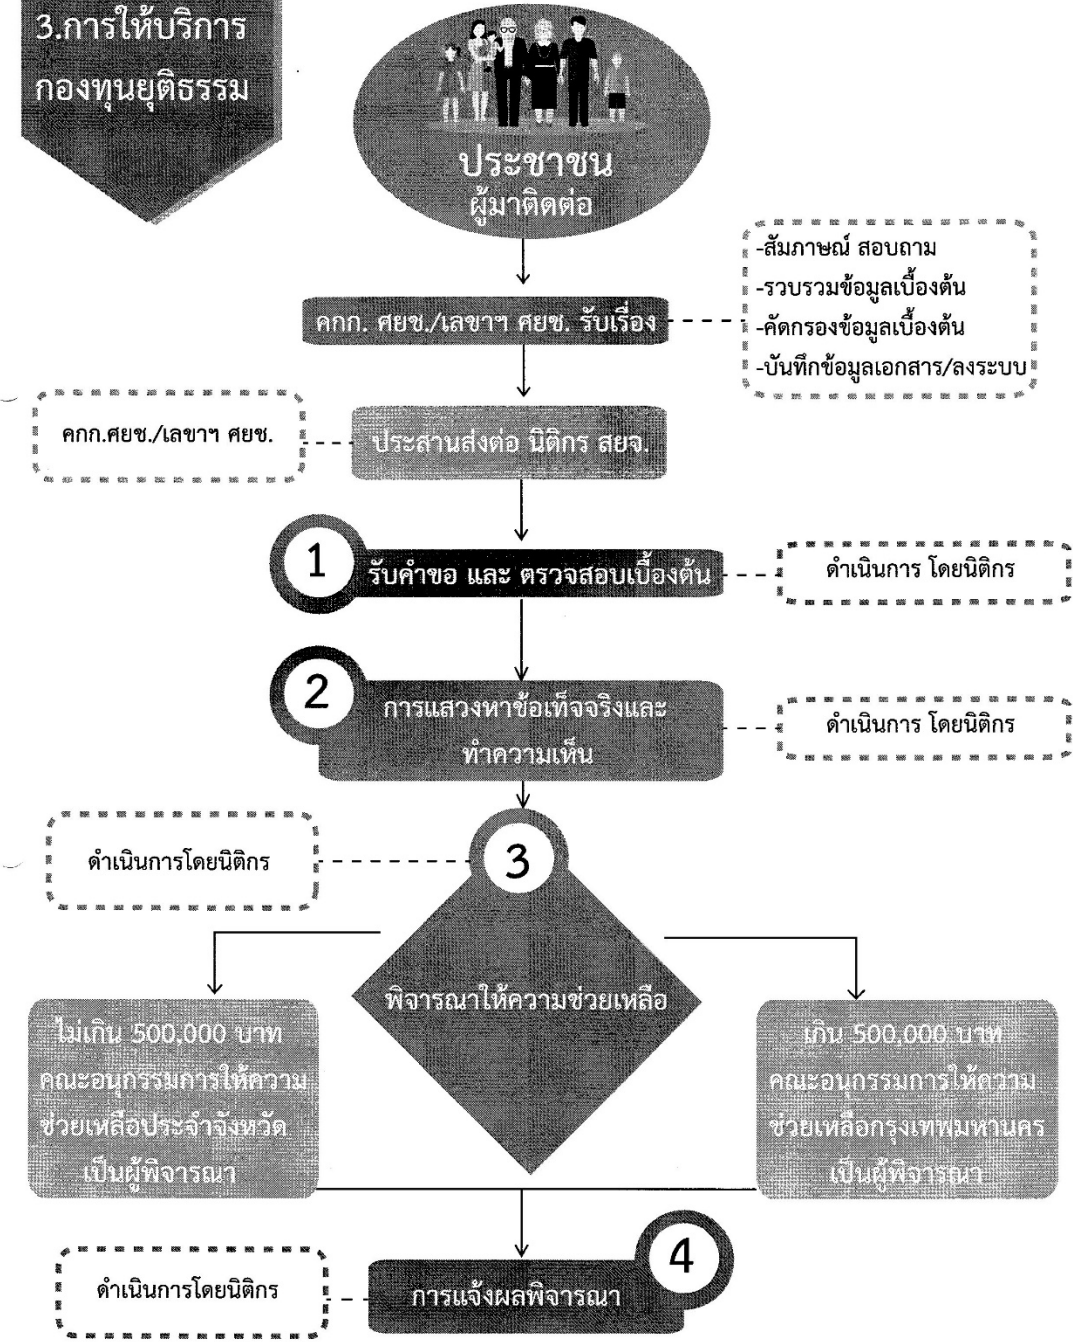 3.การให้บริการ
กองทุนยุติธรรม
ประชาชน
ผู้มาติดต่อ
คกก. ศยช./เลขาฯ ศยช. รับเรื่อง
-สัมภาษณ์ สอบถาม
-รวบรวมข้อมูลเบื้องต้น
-คัดกรองข้อมูลเบื้องต้น
-บันทึกข้อมูลเอกสาร/ลงระบบ
คกก.ศยช./เลขาฯ ศยช.
ประสานส่งต่อ นิติกร สยจ.
1
รับคำขอ และ ตรวจสอบเบื้องต้น
ดำเนินการ โดยนิติกร
2
การแสวงหาข้อเท็จจริงและ
ทำความเห็น
ดำเนินการ โดยนิติกร
3
ดำเนินการโดยนิติกร
พิจารณาให้ความช่วยเหลือ
ไม่เกิน 500,000 บาท
คณะอนุกรรมการให้ความ
ช่วยเหลือประจำจังหวัด
เป็นผู้พิจารณา
เกิน 500,000 บาท
คณะอนุกรรมการให้ความ
ช่วยเหลือกรุงเทพมหานคร
เป็นผู้พิจารณา
4
การแจ้งผลพิจารณา
ดำเนินการโดยนิติกร